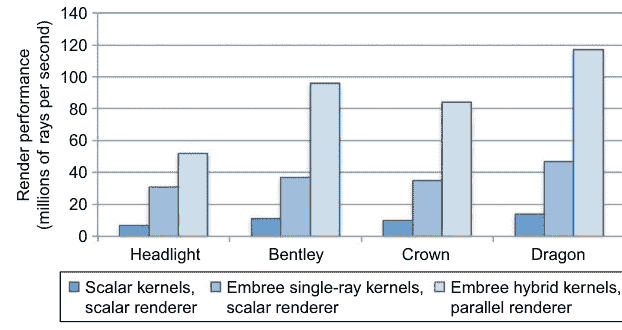 Render performance
(millions of rays per second)
140
120
100
80
60
40
20
0
Headlight Bentley Crown Dragon
Scalar kernels, Embree single-ray kernels, Embree hybrid kernels,
scalar renderer scalar renderer parallel renderer